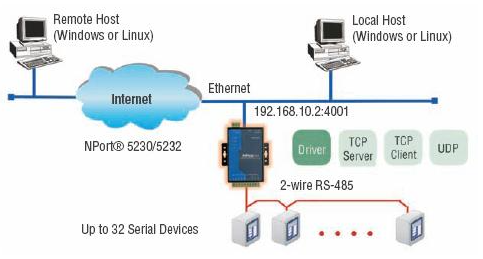 Remote Host
(Windows or Linux)
Local Host
(Windows or Linux)
Internet
Ethernet
192.168.10.2:4001
NPort® 5230/5232
Driver
TCP
Server
TCP
Client
UDP
2-wire RS-485
Up to 32 Serial Devices